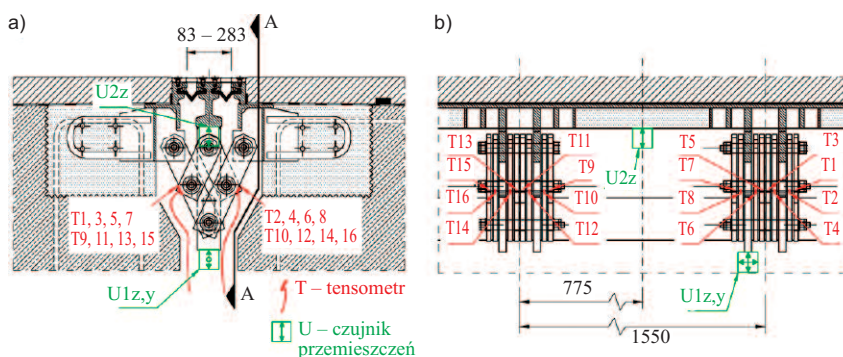 a)
83 – 283
A
U2z
T1, 3, 5, 7
T9, 11, 13, 15
T2, 4, 6, 8
T10, 12, 14, 16
U1z,y
A
T – tensometr
U – czujnik
przemieszczeń
b)
T13
T11
T5
T3
T15
T9
T7
T1
U2z
T16
T10
T8
T2
T14
T12
T6
T4
U1z,y
775
1550